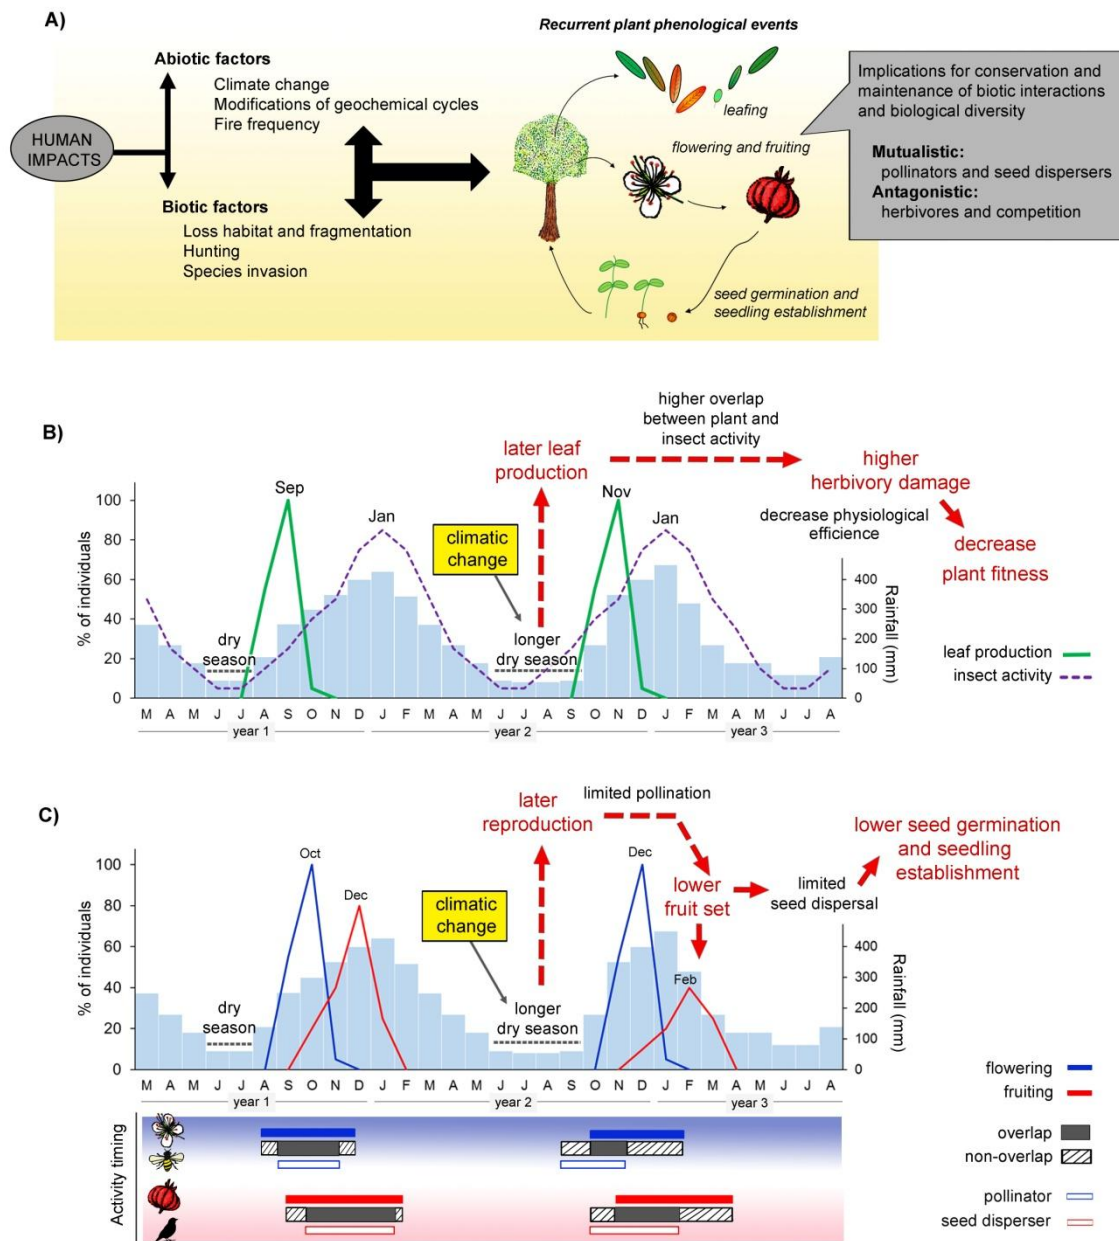 A)
Recurrent plant phenological events
Abiotic factors
Climate change
Modifications of geochemical cycles
Fire frequency
HUMAN
IMPACTS
Biotic factors
Loss habitat and fragmentation
Hunting
Species invasion
leafing
flowering and fruiting
seed germination and
seedling establishment
Implications for conservation and
maintenance of biotic interactions
and biological diversity
Mutualistic:
pollinators and seed dispersers
Antagonistic:
herbivores and competition
B)
higher overlap
between plant and
insect activity
later leaf
production
higher
herbivory damage
decrease physiological
efficience
decrease
plant fitness
Sep
Jan
climatic
change
Nov
Jan
% of individuals
100
80
60
40
20
0
dry
season
longer
dry season
400
300
200
100
0
Rainfall (mm)
leaf production
insect activity
M A M J J A S O N D J F M A M J J A S O N D J F M A M J J A
year 1 year 2 year 3
C)
later
reproduction
limited pollination
lower
fruit set
limited
seed dispersal
lower seed germination
and seedling
establishment
Oct
Dec
climatic
change
Dec
Feb
% of individuals
100
80
60
40
20
0
dry
season
longer
dry season
400
300
200
100
0
Rainfall (mm)
M A M J J A S O N D J F M A M J J A S O N D J F M A M J J A
year 1 year 2 year 3
Activity timing
flowering
fruiting
overlap
non-overlap
pollinator
seed disperser